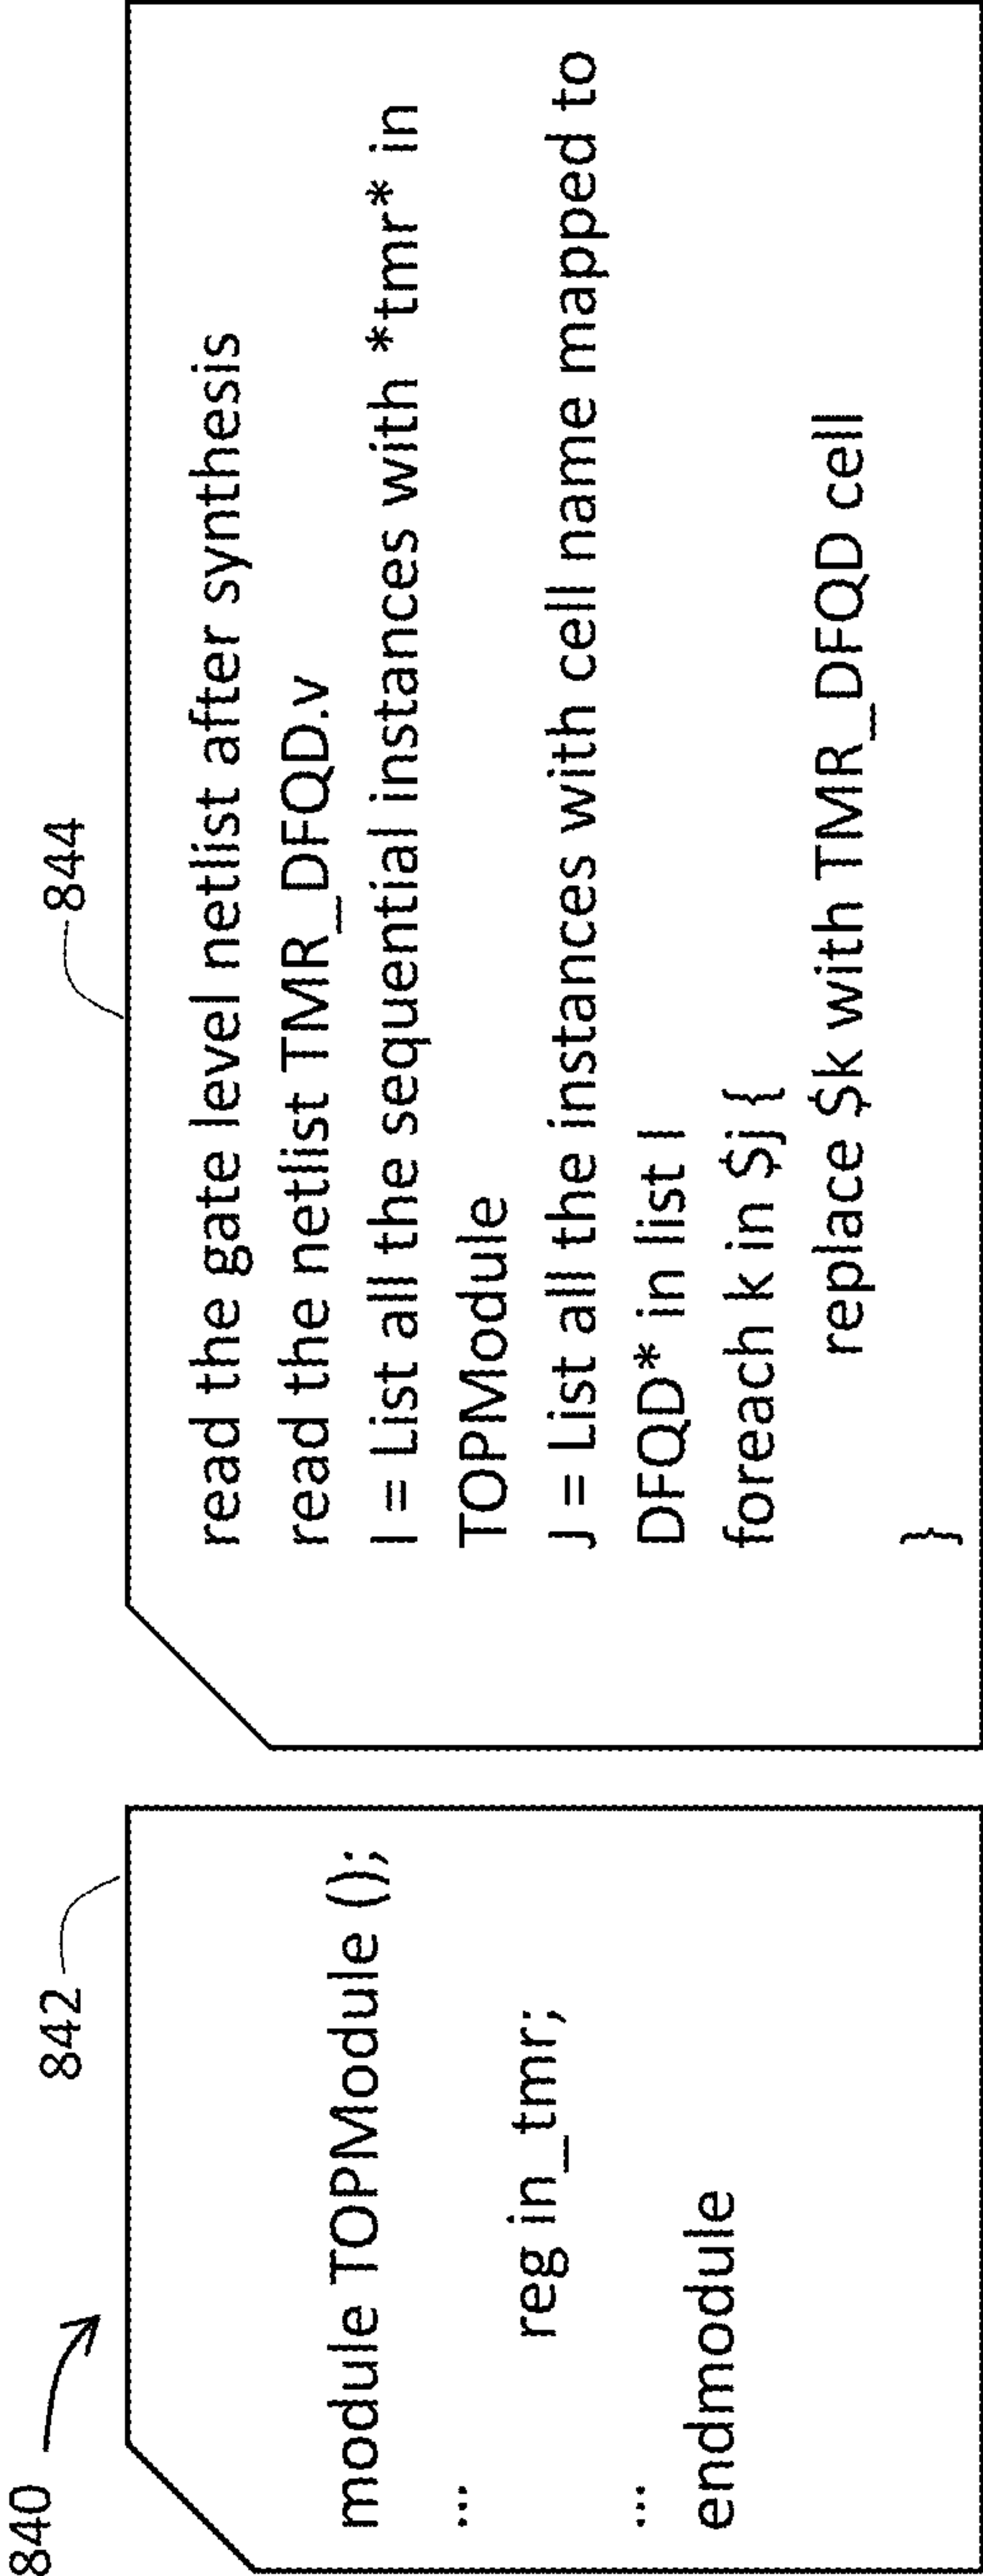 840
842
module TOPModule ();
...
reg in_tmr;
...
endmodule
844
read the gate level netlist after synthesis
read the netlist TMR_DFQD.v
I = List all the sequential instances with *tmr* in
TOPModule
J = List all the instances with cell name mapped to
DFQD* in list I
foreach k in $j {
replace $k with TMR_DFQD cell
}